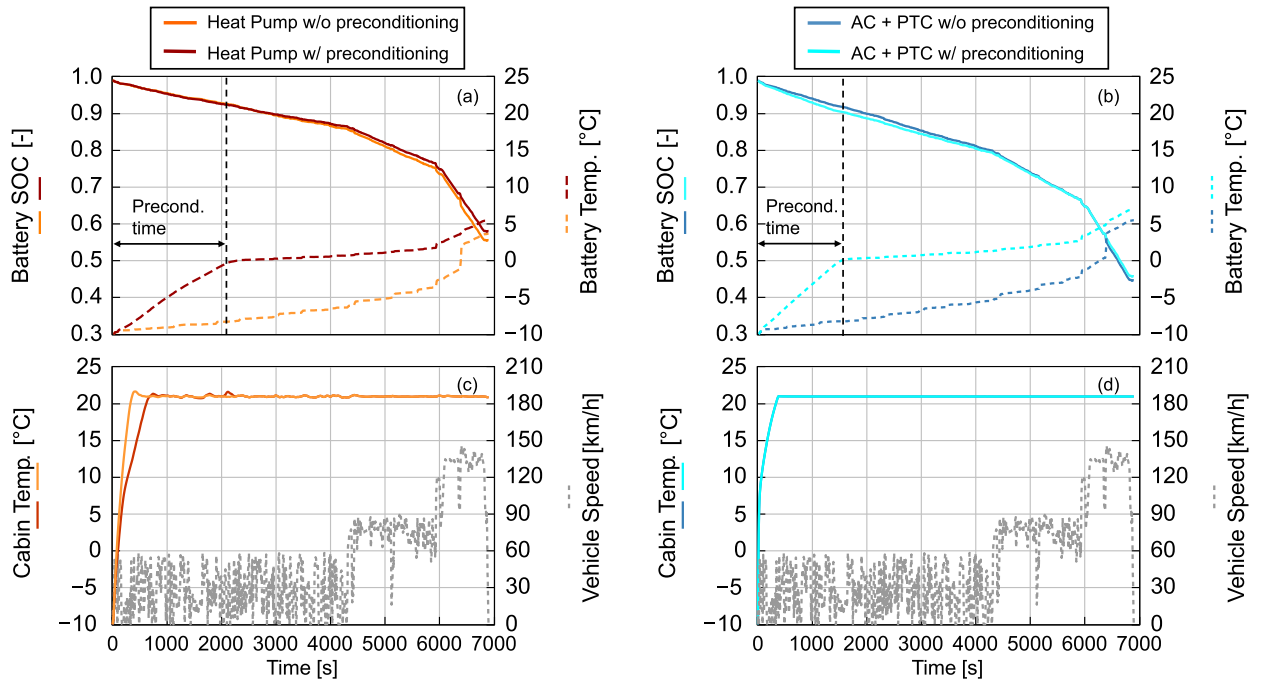 Heat Pump w/o preconditioning
Heat Pump w/ preconditioning
AC + PTC w/o preconditioning
AC + PTC w/ preconditioning
1.0
0.9
0.8
0.7
0.6
0.5
0.4
0.3
Battery SOC [-]
(a)
Precond.
time
25
20
15
10
5
0
−5
−10
Battery Temp. [°C]
1.0
0.9
0.8
0.7
0.6
0.5
0.4
0.3
Battery SOC [-]
(b)
Precond.
time
25
20
15
10
5
0
−5
−10
Battery Temp. [°C]
25
20
15
10
5
0
−5
−10
Cabin Temp. [°C]
(c)
210
180
150
120
90
60
30
0
Vehicle Speed [km/h]
0 1000 2000 3000 4000 5000 6000 7000
Time [s]
25
20
15
10
5
0
−5
−10
Cabin Temp. [°C]
(d)
210
180
150
120
90
60
30
0
Vehicle Speed [km/h]
0 1000 2000 3000 4000 5000 6000 7000
Time [s]